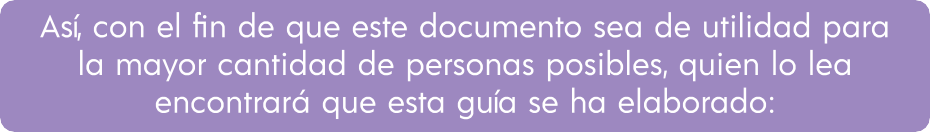 Así, con el fin de que este documento sea de utilidad para
la mayor cantidad de personas posibles, quien lo lea
encontrará que esta guía se ha elaborado: